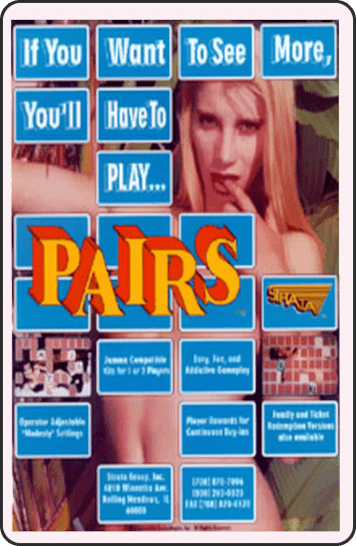 If You Want To See More,
You'll Have To
PLAY...
PAIRS
STRATA
Jamma Compatible
Kits for 1 or 2 Players
Easy, Fun, and
Addictive Gameplay
Operator Adjustable
"Modesty" Settings
Player Rewards for
Continuous Buy-ins
Family and Ticket
Redemption Versions
also available
Strata Group, Inc.
Rolling Meadows, IL
60008